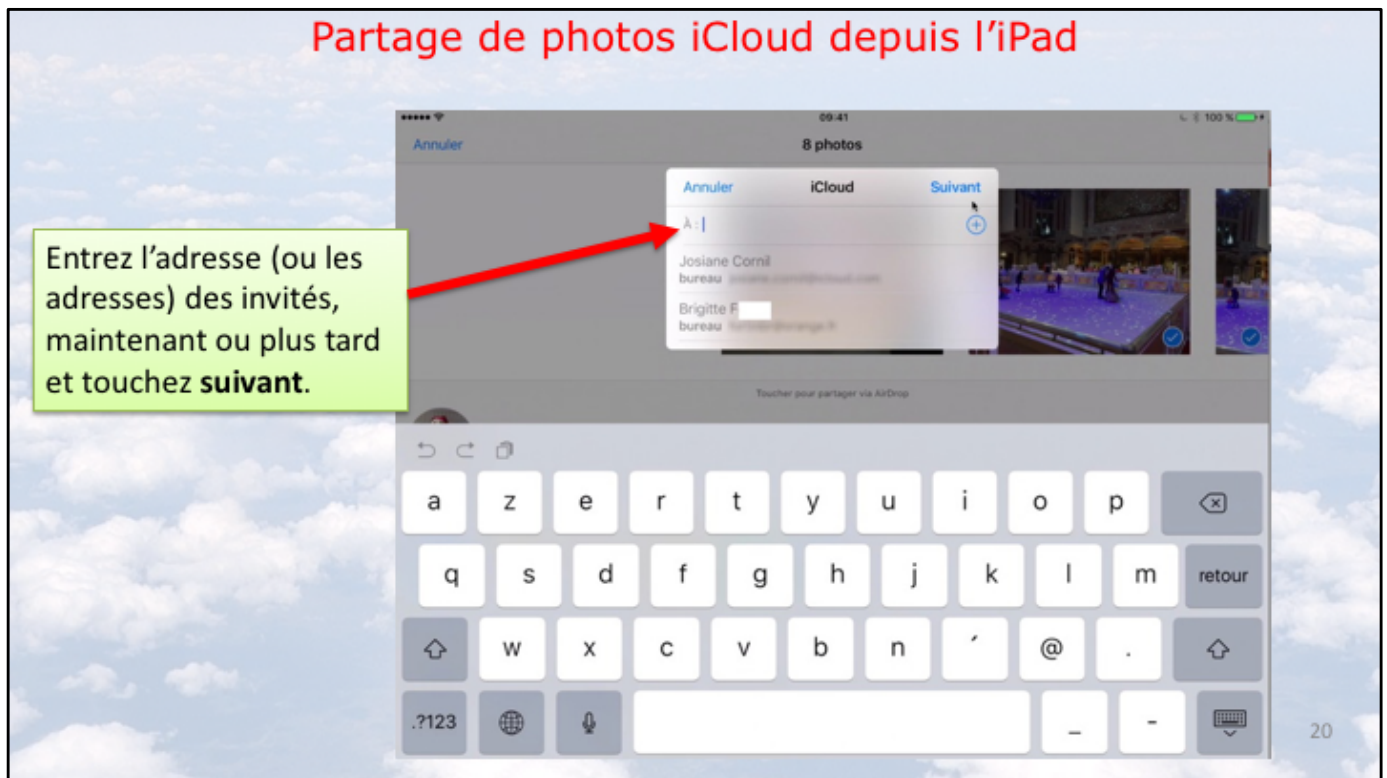 Partage de photos iCloud depuis l'iPad
09:41
100 %
Annuler
8 photos
Annuler
iCloud
Suivant
À :
Josiane Cornil
bureau
Brigitte F
bureau
Entrez l'adresse (ou les
adresses) des invités,
maintenant ou plus tard
et touchez suivant.
Toucher pour partager via AirDrop
a z e r t y u i o p
q s d f g h j k l m retour
w x c v b n ´ @ .
.?123 _ -
20